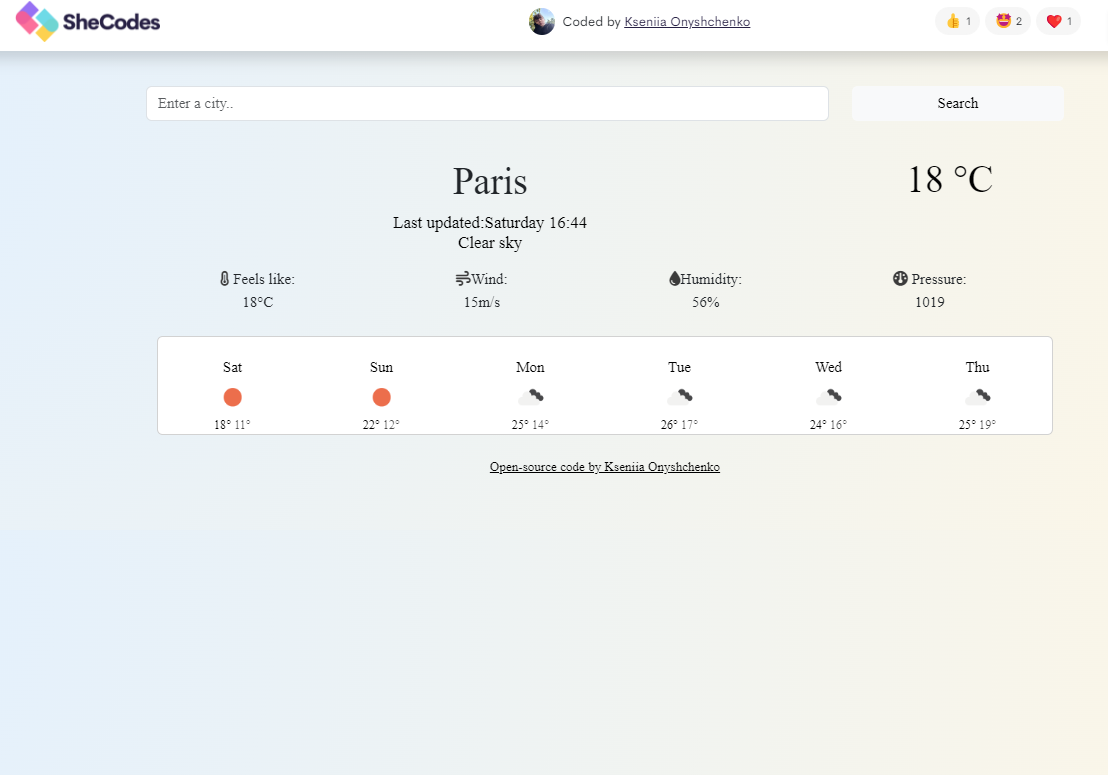 SheCodes
Coded by Kseniia Onyshchenko
👍 1 🤩 2 ❤️ 1
Enter a city..
Search
Paris
18 °C
Last updated:Saturday 16:44
Clear sky
Feels like: Wind: Humidity: Pressure:
18°C 15m/s 56% 1019
Sat Sun Mon Tue Wed Thu
18° 11° 22° 12° 25° 14° 26° 17° 24° 16° 25° 19°
Open-source code by Kseniia Onyshchenko